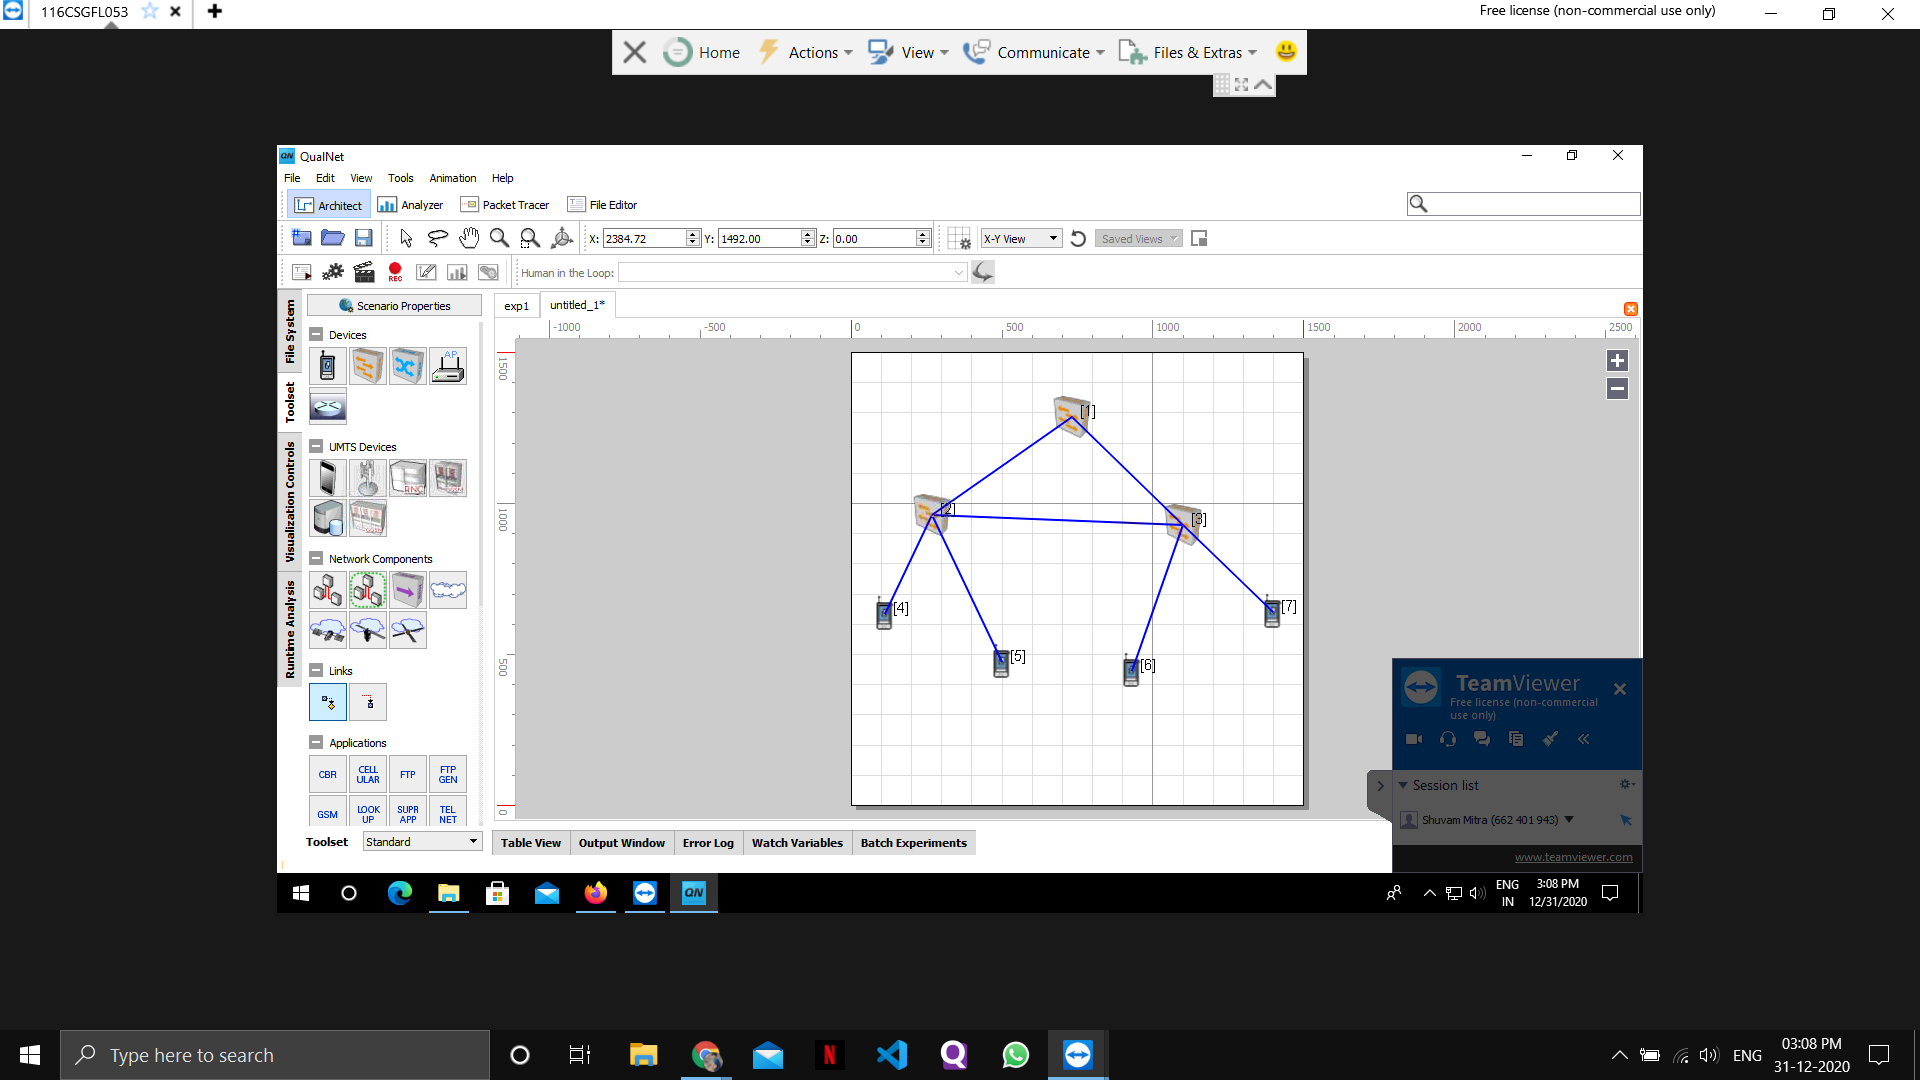 116CSGFL053
Free license (non-commercial use only)
Home
Actions
View
Communicate
Files & Extras
QN QualNet
File Edit View Tools Animation Help
Architect
Analyzer
Packet Tracer
File Editor
X: 2384.72 Y: 1492.00 Z: 0.00 X-Y View Saved Views
REC
Human in the Loop:
File System
Toolset
Visualization Controls
Runtime Analysis
Scenario Properties
Devices
AP
UMTS Devices
RNC
Network Components
Links
Applications
CBR
CELL
ULAR
FTP
FTP
GEN
GSM
LOOK
UP
SUPR
APP
TEL
NET
Toolset Standard
exp1 untitled_1*
-1000 -500 0 500 1000 1500 2000 2500
1500
1000
500
0
[1]
[2]
[3]
[4]
[5]
[6]
[7]
Table View Output Window Error Log Watch Variables Batch Experiments
TeamViewer
Free license (non-commercial
use only)
Session list
Shuvam Mitra (662 401 943)
www.teamviewer.com
QN
ENG
IN
3:08 PM
12/31/2020
Type here to search
N
ENG
03:08 PM
31-12-2020